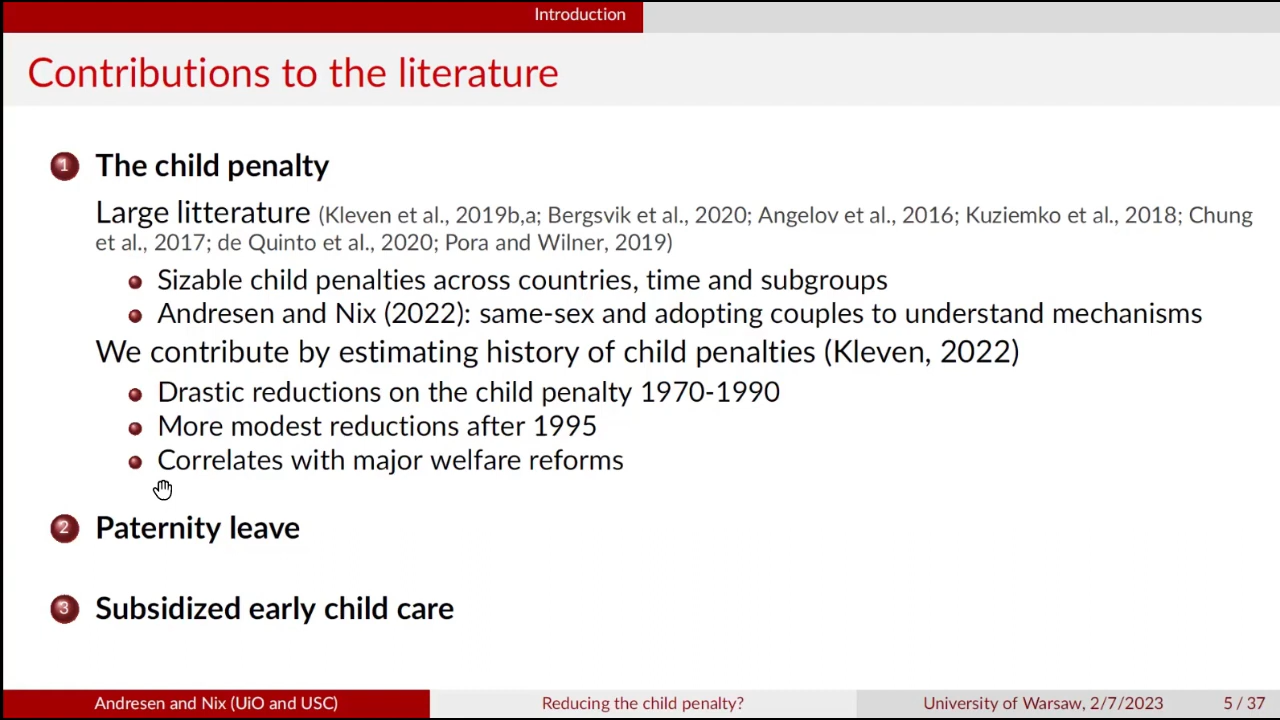 Introduction
Contributions to the literature
1 The child penalty
Large litterature (Kleven et al., 2019b,a; Bergsvik et al., 2020; Angelov et al., 2016; Kuziemko et al., 2018; Chung
et al., 2017; de Quinto et al., 2020; Pora and Wilner, 2019)
Sizable child penalties across countries, time and subgroups
Andresen and Nix (2022): same-sex and adopting couples to understand mechanisms
We contribute by estimating history of child penalties (Kleven, 2022)
Drastic reductions on the child penalty 1970-1990
More modest reductions after 1995
Correlates with major welfare reforms
2 Paternity leave
3 Subsidized early child care
Andresen and Nix (UiO and USC) Reducing the child penalty? University of Warsaw, 2/7/2023 5 / 37